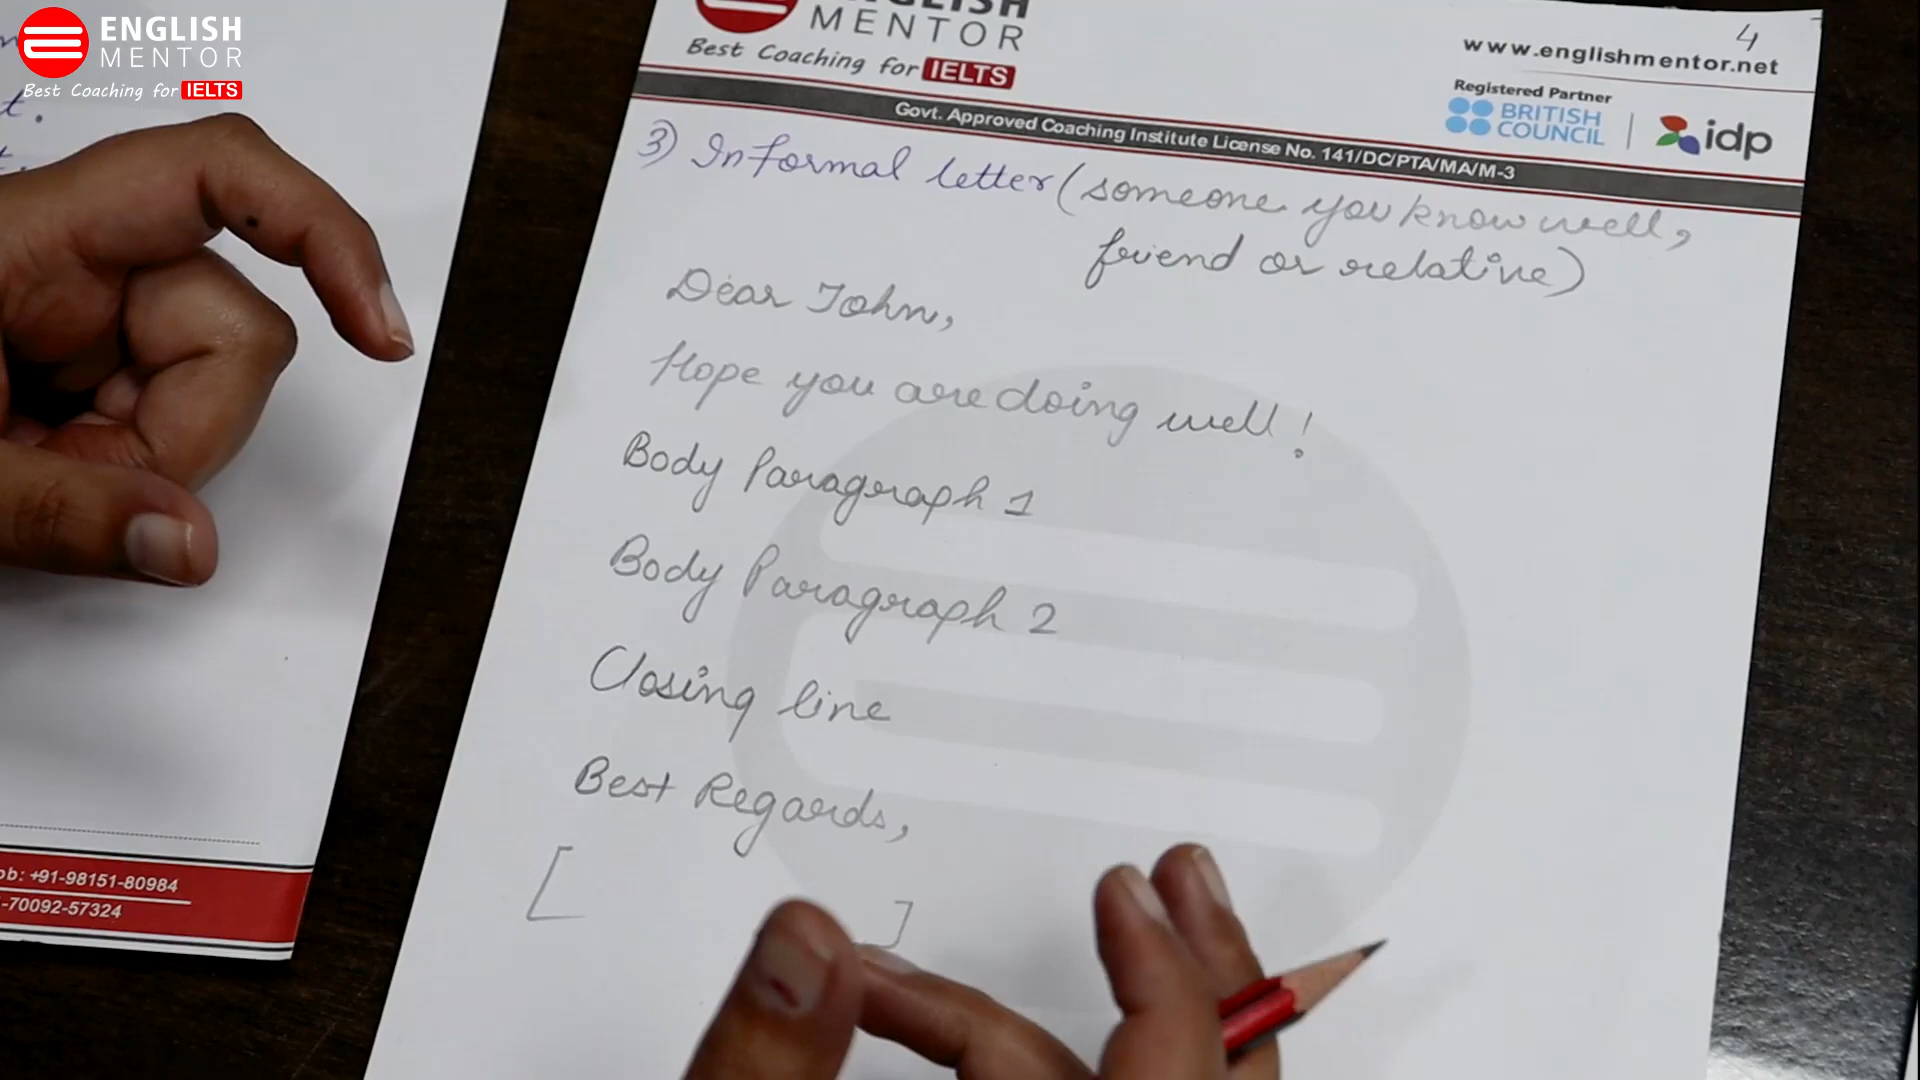 ENGLISH
MENTOR
Best Coaching for IELTS
t.
ob: +91-98151-80984
-70092-57324
MENTOR
Best Coaching for IELTS
4
www.englishmentor.net
Registered Partner
BRITISH
COUNCIL
idp
Govt. Approved Coaching Institute License No. 141/DC/PTA/MA/M-3
3) Informal letter (someone you know well,
friend or relative)
Dear John,
Hope you are doing well!
Body Paragraph 1
Body Paragraph 2
Closing line
Best Regards,
[ ]